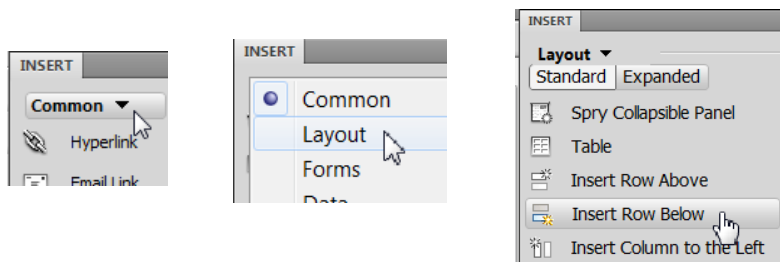 INSERT
Common ▼
Hyperlink
Email Link
INSERT
Common
Layout
Forms
Data
INSERT
Layout ▼
Standard Expanded
Spry Collapsible Panel
Table
Insert Row Above
Insert Row Below
Insert Column to the Left